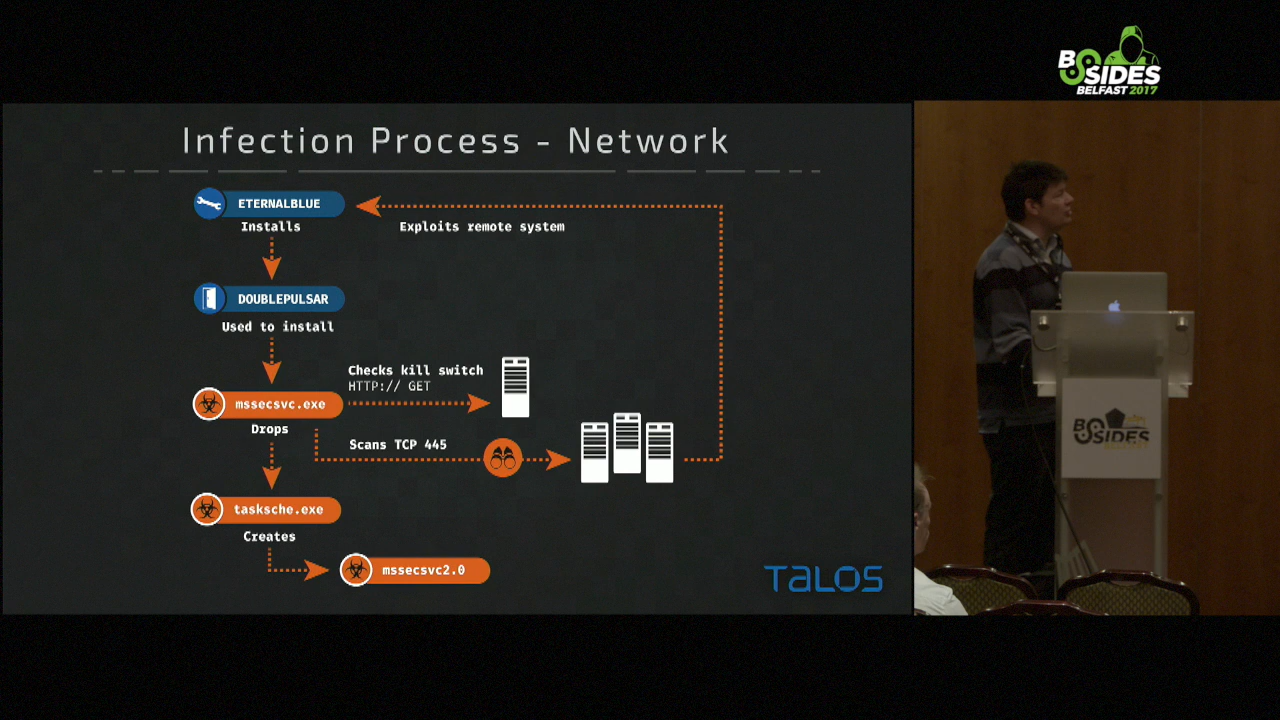 BSIDES
BELFAST 2017
Infection Process - Network
ETERNALBLUE
Installs
Exploits remote system
DOUBLEPULSAR
Used to install
Checks kill switch
HTTP:// GET
mssecsvc.exe
Drops
Scans TCP 445
tasksche.exe
Creates
mssecsvc2.0
TALOS
BSIDES